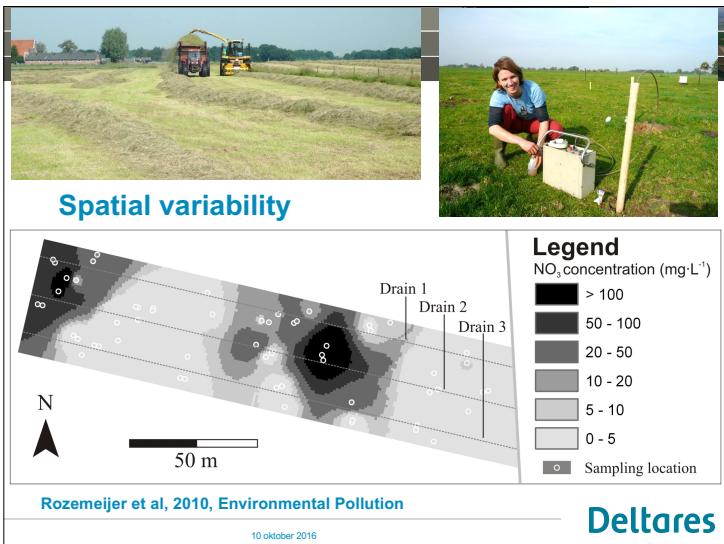 Spatial variability
Drain 1
Drain 2
Drain 3
N
50 m
Legend
NO₃ concentration (mg·L⁻¹)
> 100
50 - 100
20 - 50
10 - 20
5 - 10
0 - 5
Sampling location
Rozemeijer et al, 2010, Environmental Pollution
10 oktober 2016
Deltares